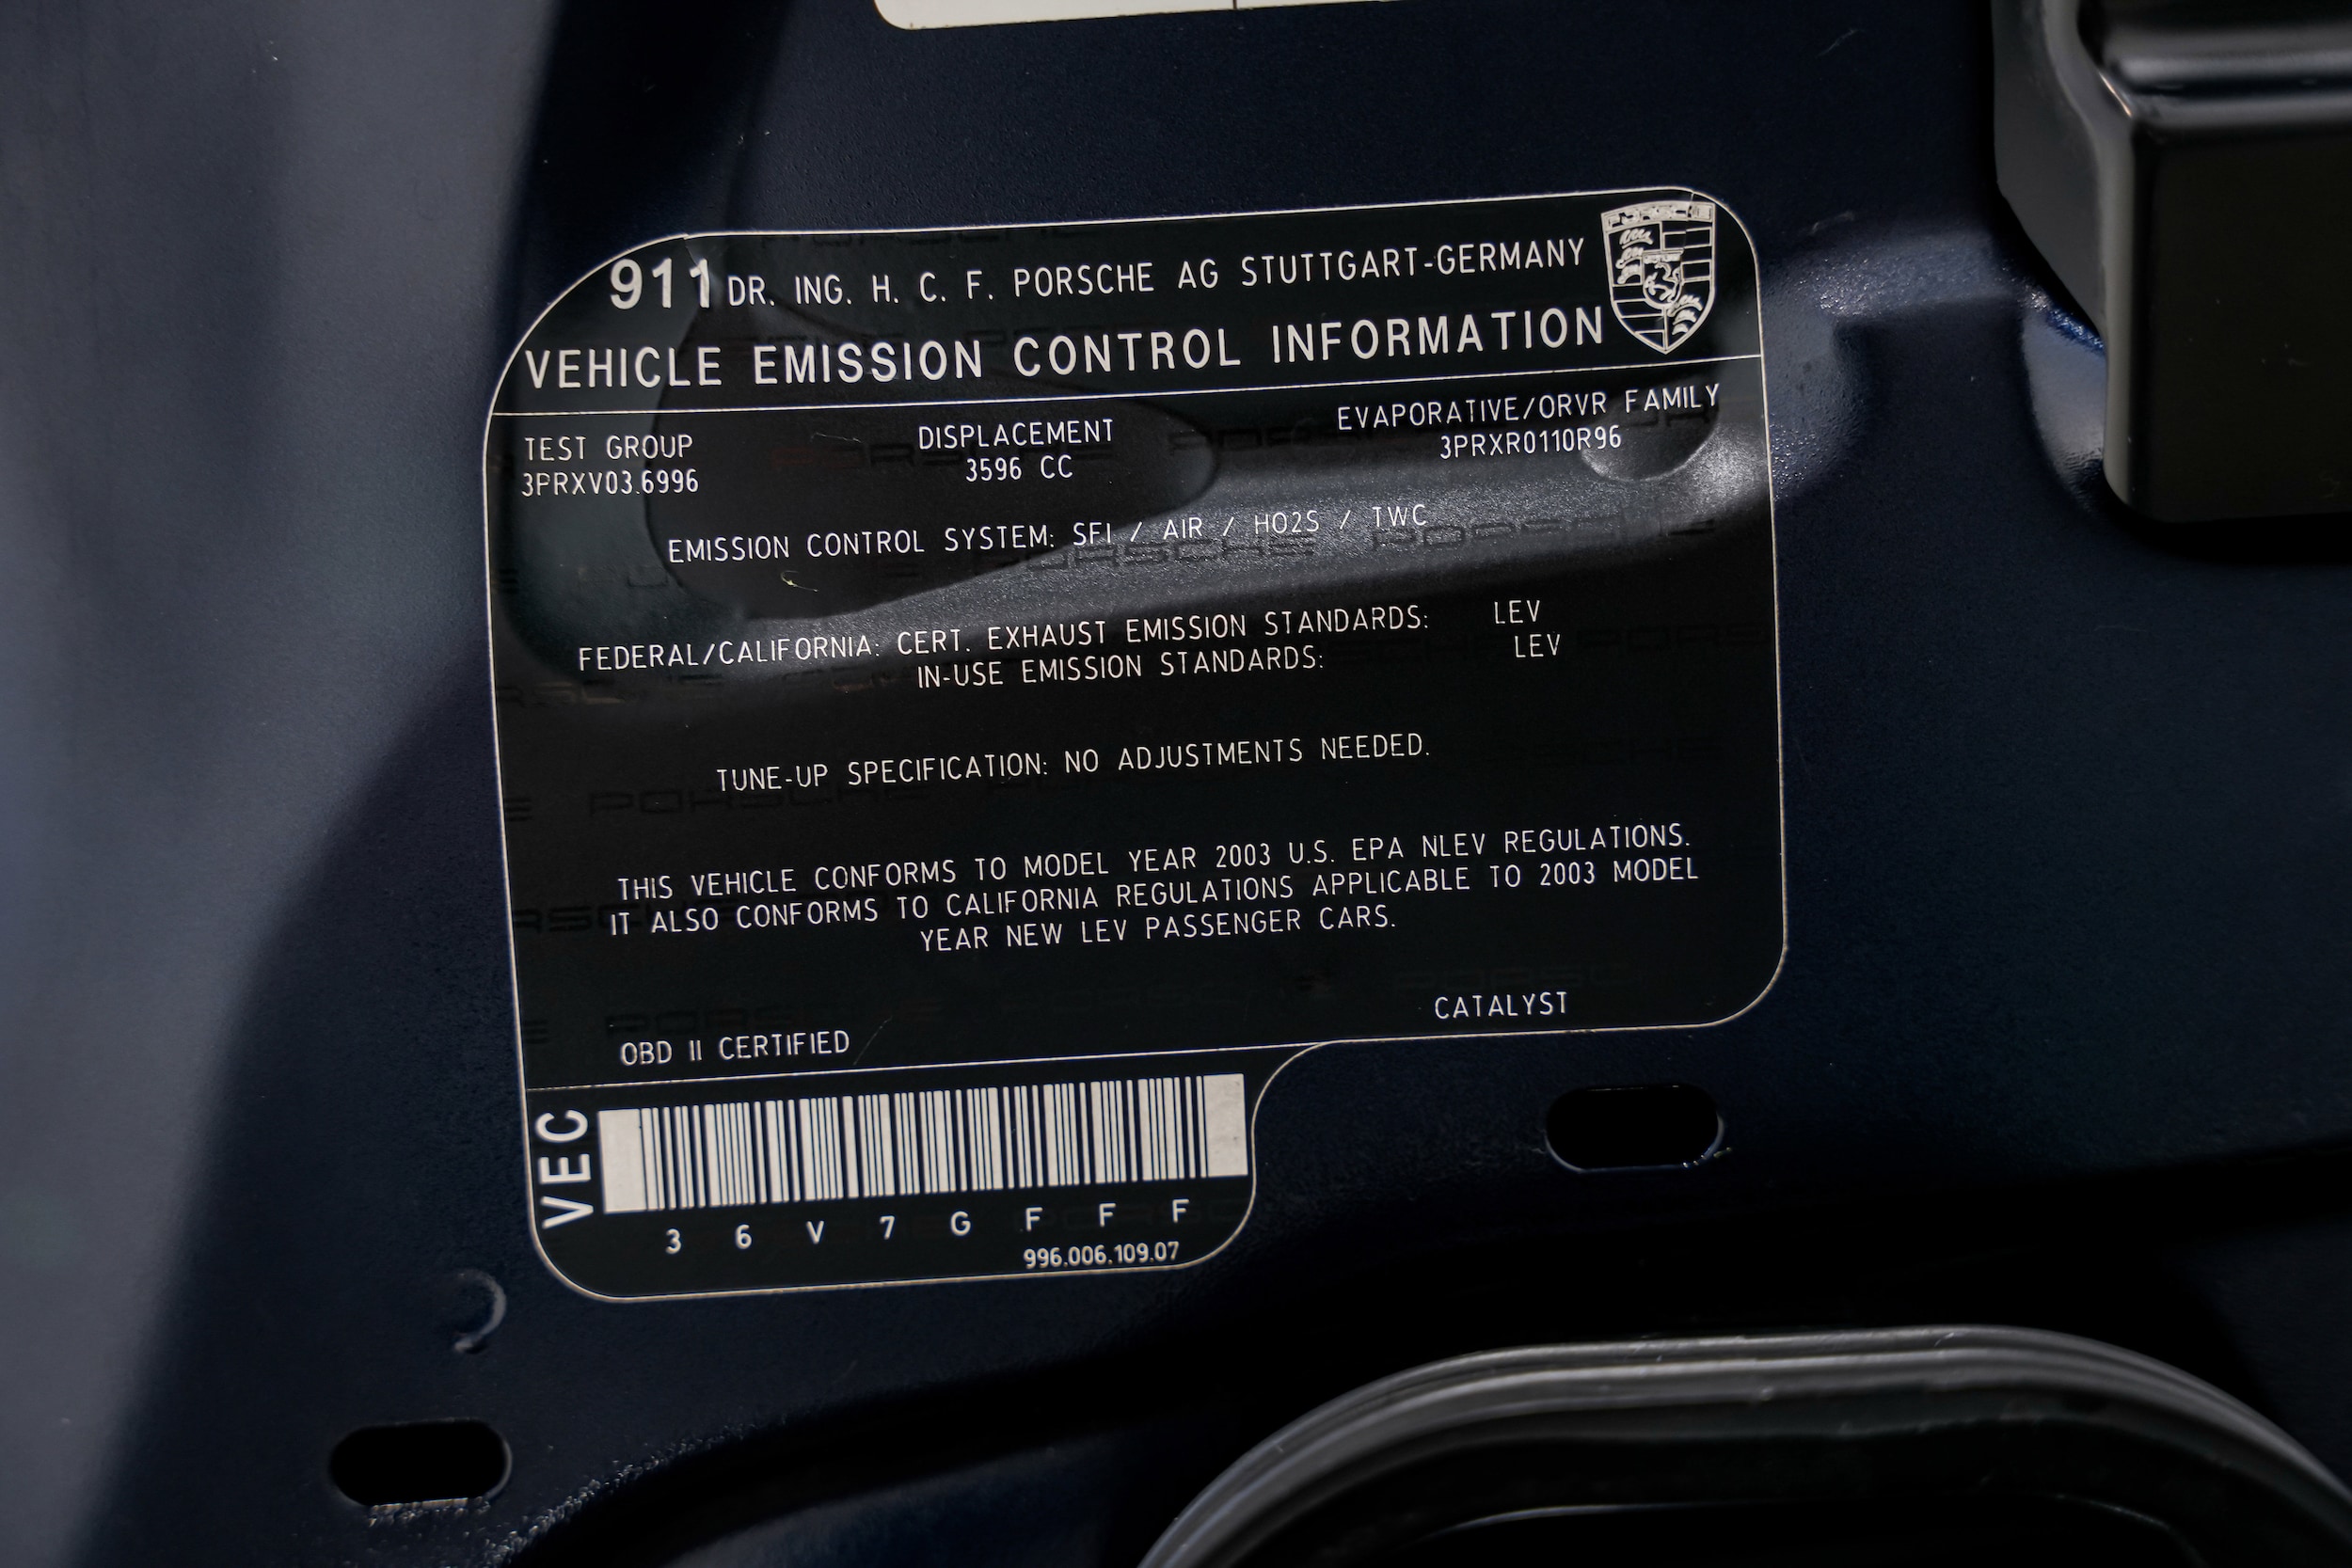 911 DR. ING. H. C. F. PORSCHE AG STUTTGART-GERMANY
PORSCHE
VEHICLE EMISSION CONTROL INFORMATION
TEST GROUP DISPLACEMENT EVAPORATIVE/ORVR FAMILY
3PRXV03.6996 3596 CC 3PRXR0110R96
EMISSION CONTROL SYSTEM: SFI / AIR / HO2S / TWC
FEDERAL/CALIFORNIA: CERT. EXHAUST EMISSION STANDARDS: LEV
IN-USE EMISSION STANDARDS: LEV
TUNE-UP SPECIFICATION: NO ADJUSTMENTS NEEDED.
THIS VEHICLE CONFORMS TO MODEL YEAR 2003 U.S. EPA NLEV REGULATIONS.
IT ALSO CONFORMS TO CALIFORNIA REGULATIONS APPLICABLE TO 2003 MODEL
YEAR NEW LEV PASSENGER CARS.
OBD II CERTIFIED CATALYST
VEC
3 6 V 7 G F F F
996.006.109.07